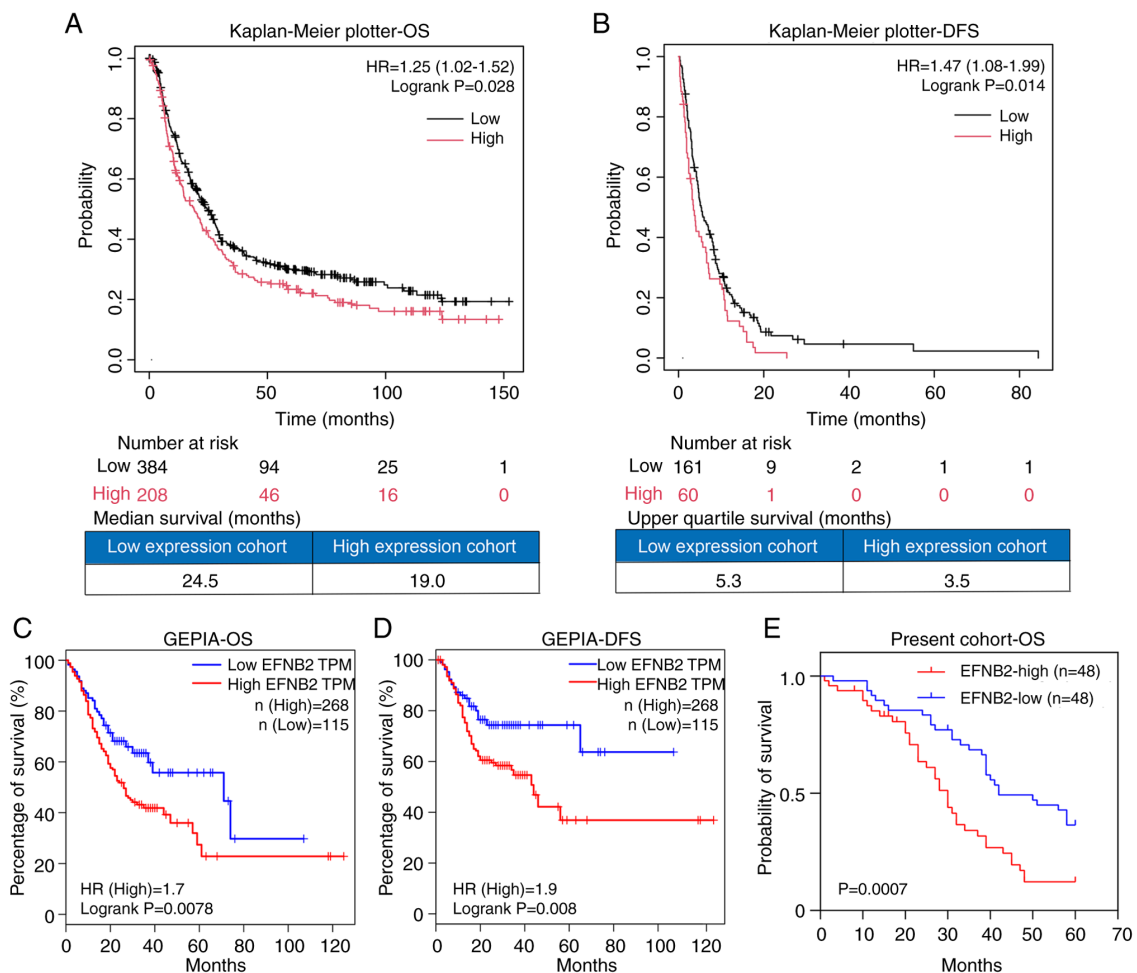 A
Kaplan-Meier plotter-OS
HR=1.25 (1.02-1.52)
Logrank P=0.028
Low
High
Probability
1.0
0.8
0.6
0.4
0.2
0.0
0 50 100 150
Time (months)
Number at risk
Low 384 94 25 1
High 208 46 16 0
Median survival (months)
Low expression cohort High expression cohort
24.5 19.0
B
Kaplan-Meier plotter-DFS
HR=1.47 (1.08-1.99)
Logrank P=0.014
Low
High
Probability
1.0
0.8
0.6
0.4
0.2
0.0
0 20 40 60 80
Time (months)
Number at risk
Low 161 9 2 1 1
High 60 1 0 0 0
Upper quartile survival (months)
Low expression cohort High expression cohort
5.3 3.5
C
GEPIA-OS
Low EFNB2 TPM
High EFNB2 TPM
n (High)=268
n (Low)=115
Percentage of survival (%)
100
80
60
40
20
0
HR (High)=1.7
Logrank P=0.0078
0 20 40 60 80 100 120
Months
D
GEPIA-DFS
Low EFNB2 TPM
High EFNB2 TPM
n (High)=268
n (Low)=115
Percentage of survival (%)
100
80
60
40
20
0
HR (High)=1.9
Logrank P=0.008
0 20 40 60 80 100 120
Months
E
Present cohort-OS
EFNB2-high (n=48)
EFNB2-low (n=48)
Probability of survival
1.0
0.5
0
P=0.0007
0 10 20 30 40 50 60 70
Months